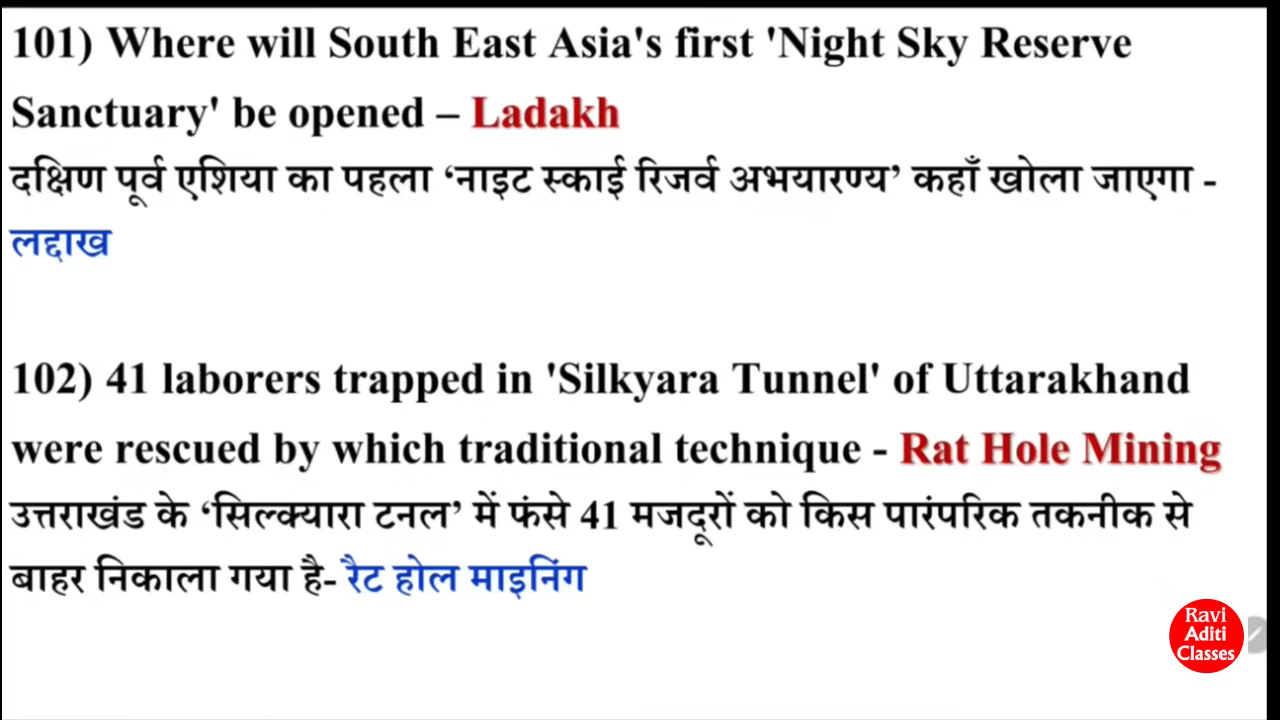 101) Where will South East Asia's first 'Night Sky Reserve
Sanctuary' be opened – Ladakh
दक्षिण पूर्व एशिया का पहला ‘नाइट स्काई रिजर्व अभयारण्य’ कहाँ खोला जाएगा -
लद्दाख
102) 41 laborers trapped in 'Silkyara Tunnel' of Uttarakhand
were rescued by which traditional technique - Rat Hole Mining
उत्तराखंड के ‘सिल्क्यारा टनल’ में फंसे 41 मजदूरों को किस पारंपरिक तकनीक से
बाहर निकाला गया है- रैट होल माइनिंग
Ravi
Aditi
Classes